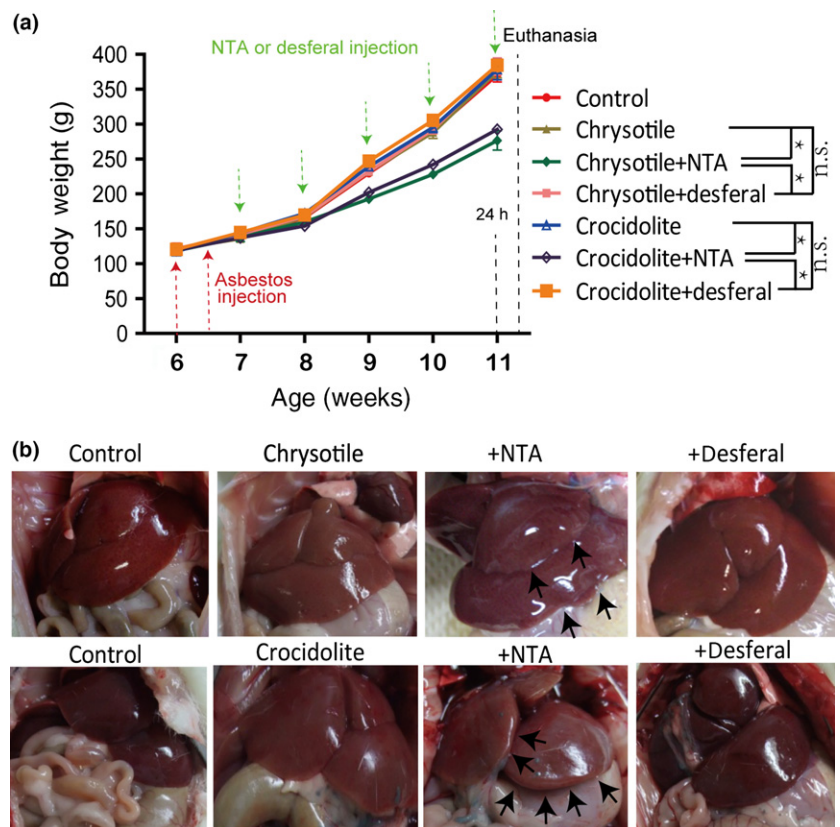 (a)
NTA or desferal injection
Euthanasia
400
350
300
250
200
150
100
50
0
Body weight (g)
24 h
Asbestos
injection
6
7
8
9
10
11
Age (weeks)
Control
Chrysotile
Chrysotile+NTA
Chrysotile+desferal
Crocidolite
Crocidolite+NTA
Crocidolite+desferal
*
*
n.s.
*
*
n.s.
(b)
Control
Chrysotile
+NTA
+Desferal
Control
Crocidolite
+NTA
+Desferal